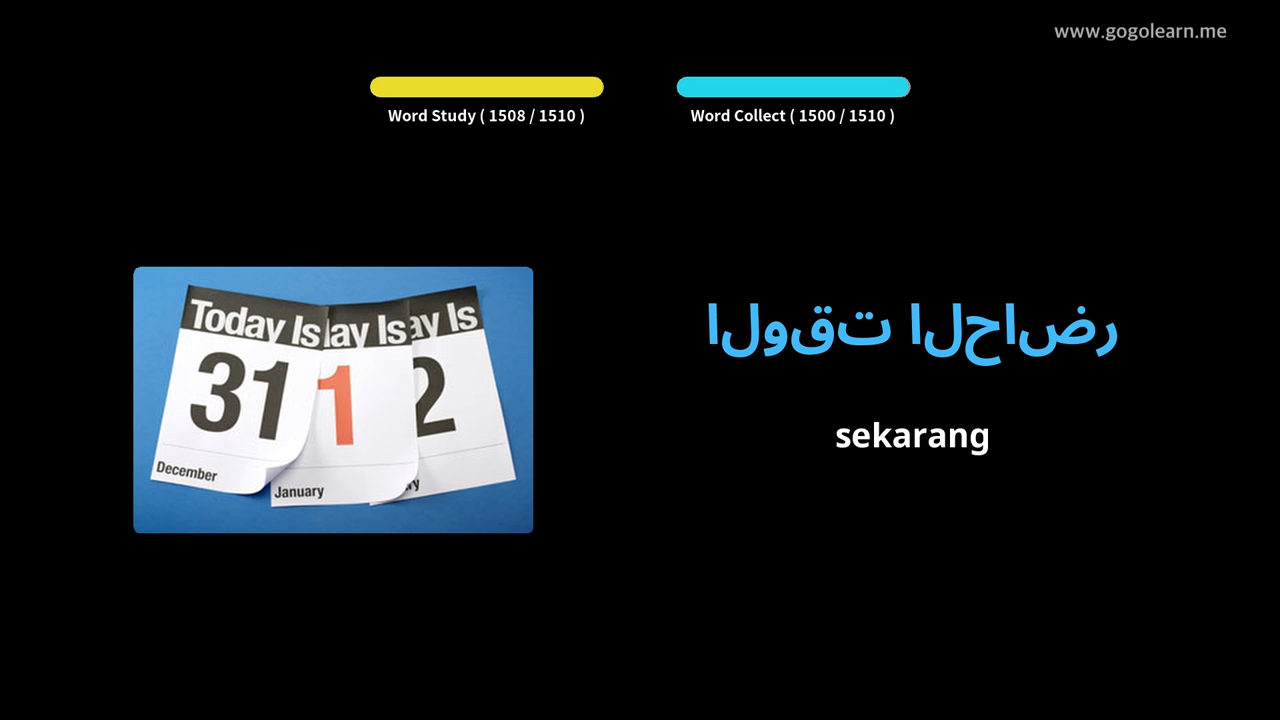 www.gogolearn.me
Word Study ( 1508 / 1510 )
Word Collect ( 1500 / 1510 )
Today Is
31
December
ay Is
1
January
ay Is
2
ry
الوقت الحاضر
sekarang